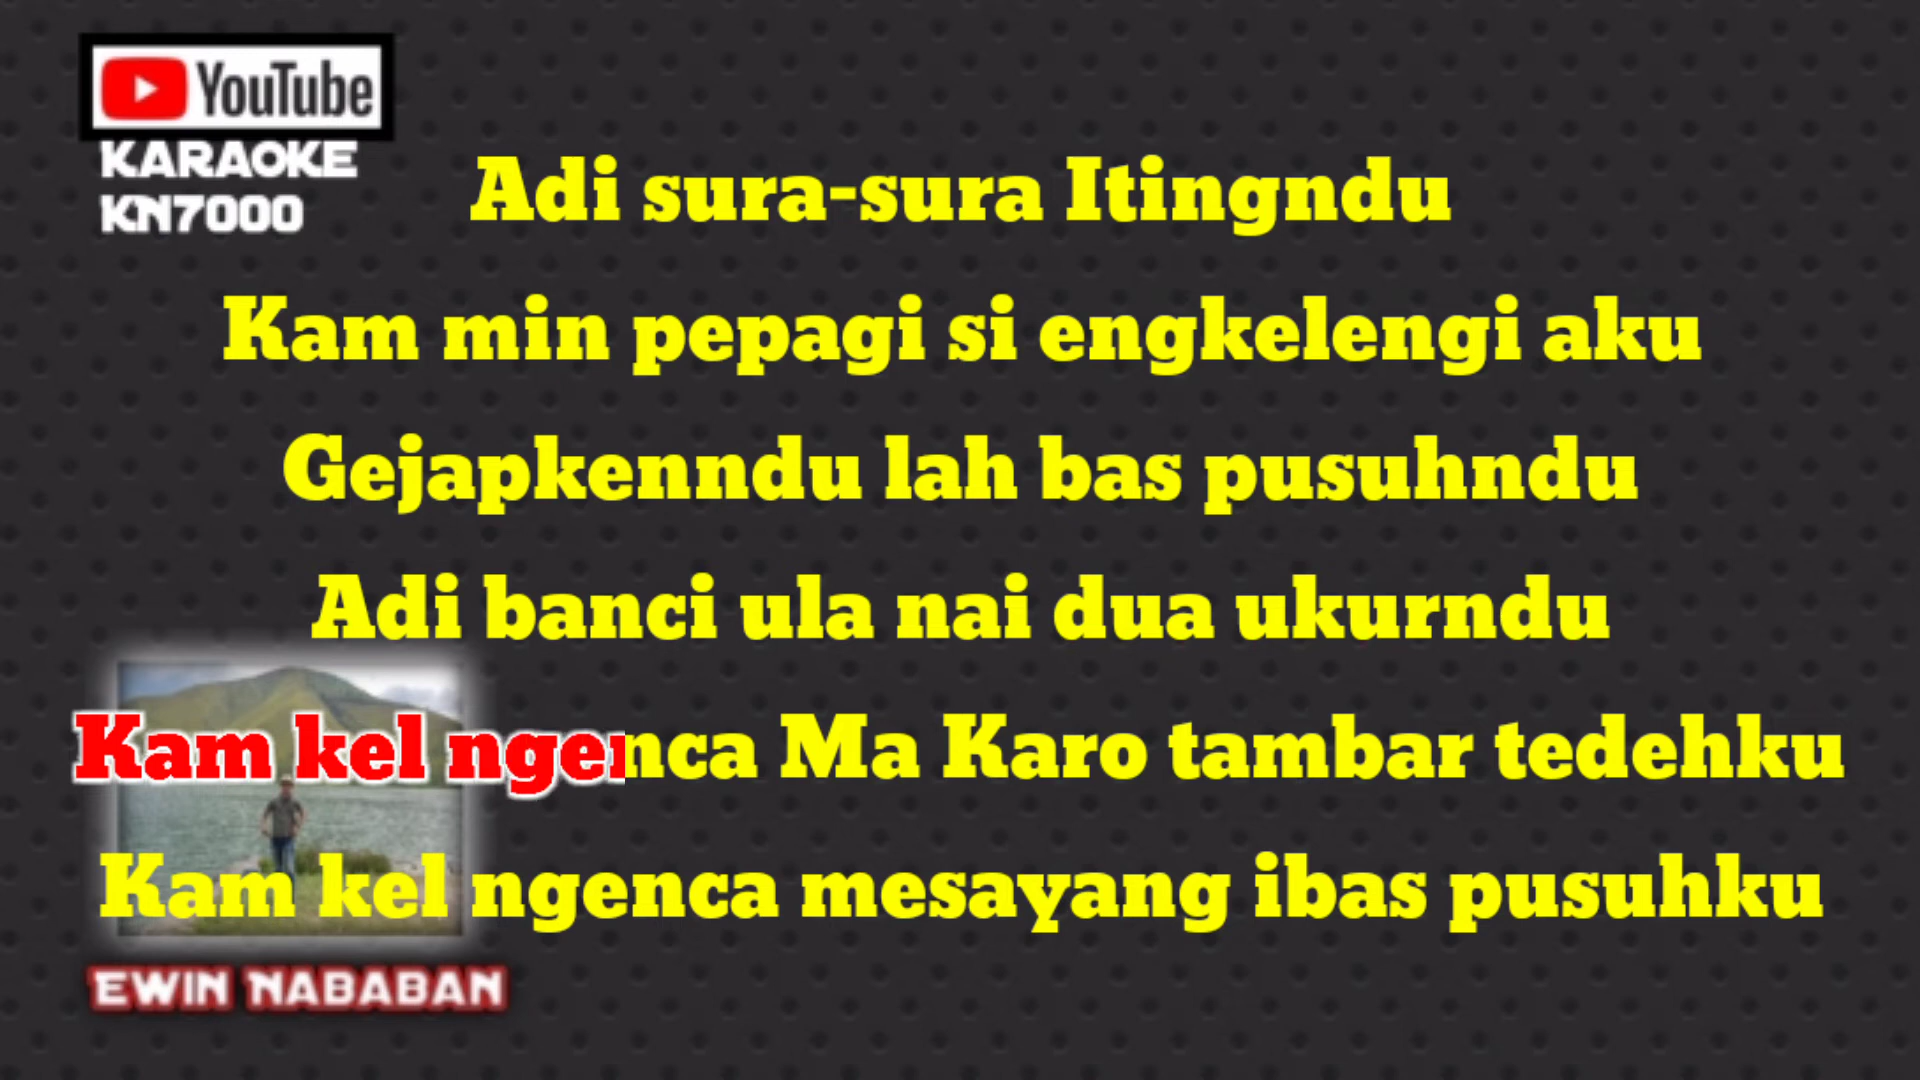 YouTube
KARAOKE
KN7000
Adi sura-sura Itingndu
Kam min pepagi si engkelengi aku
Gejapkenndu lah bas pusuhndu
Adi banci ula nai dua ukurndu
Kam kel ngenca Ma Karo tambar tedehku
Kam kel ngenca mesayang ibas pusuhku
EWIN NABABAN